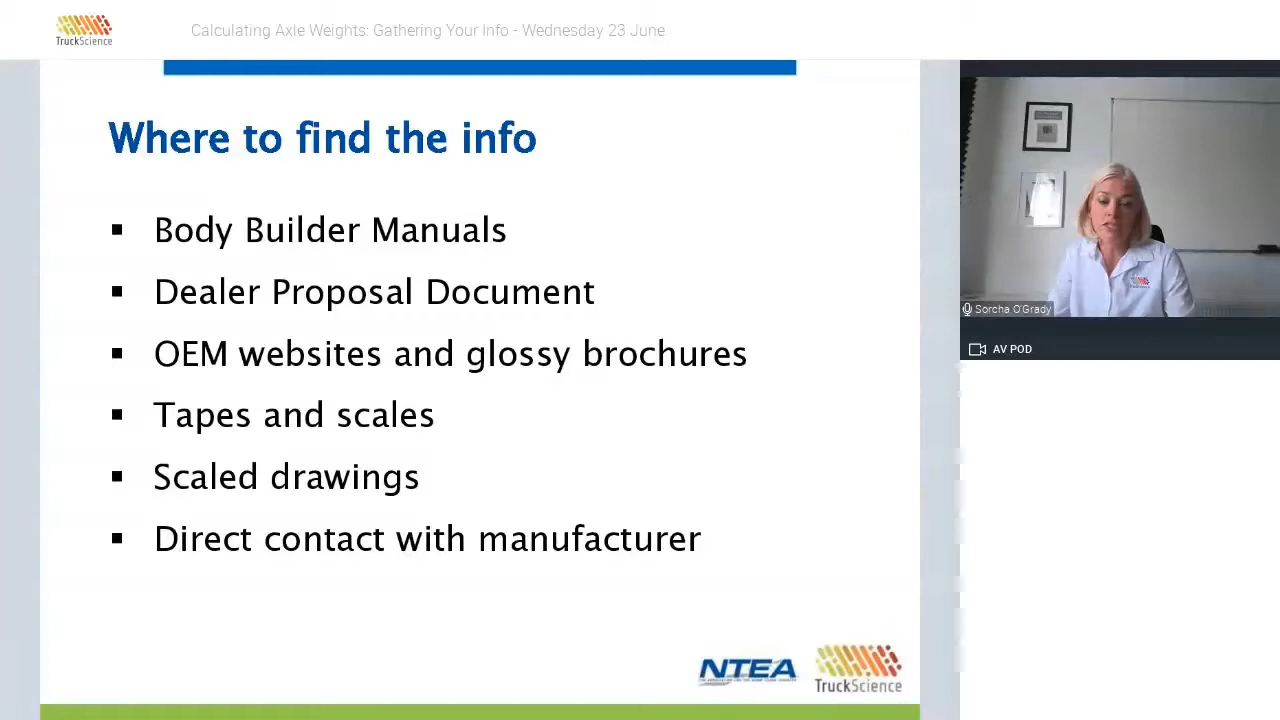 TruckScience
Calculating Axle Weights: Gathering Your Info - Wednesday 23 June
Where to find the info
▪ Body Builder Manuals
▪ Dealer Proposal Document
▪ OEM websites and glossy brochures
▪ Tapes and scales
▪ Scaled drawings
▪ Direct contact with manufacturer
NTEA
TruckScience
Sorcha O'Grady
AV POD